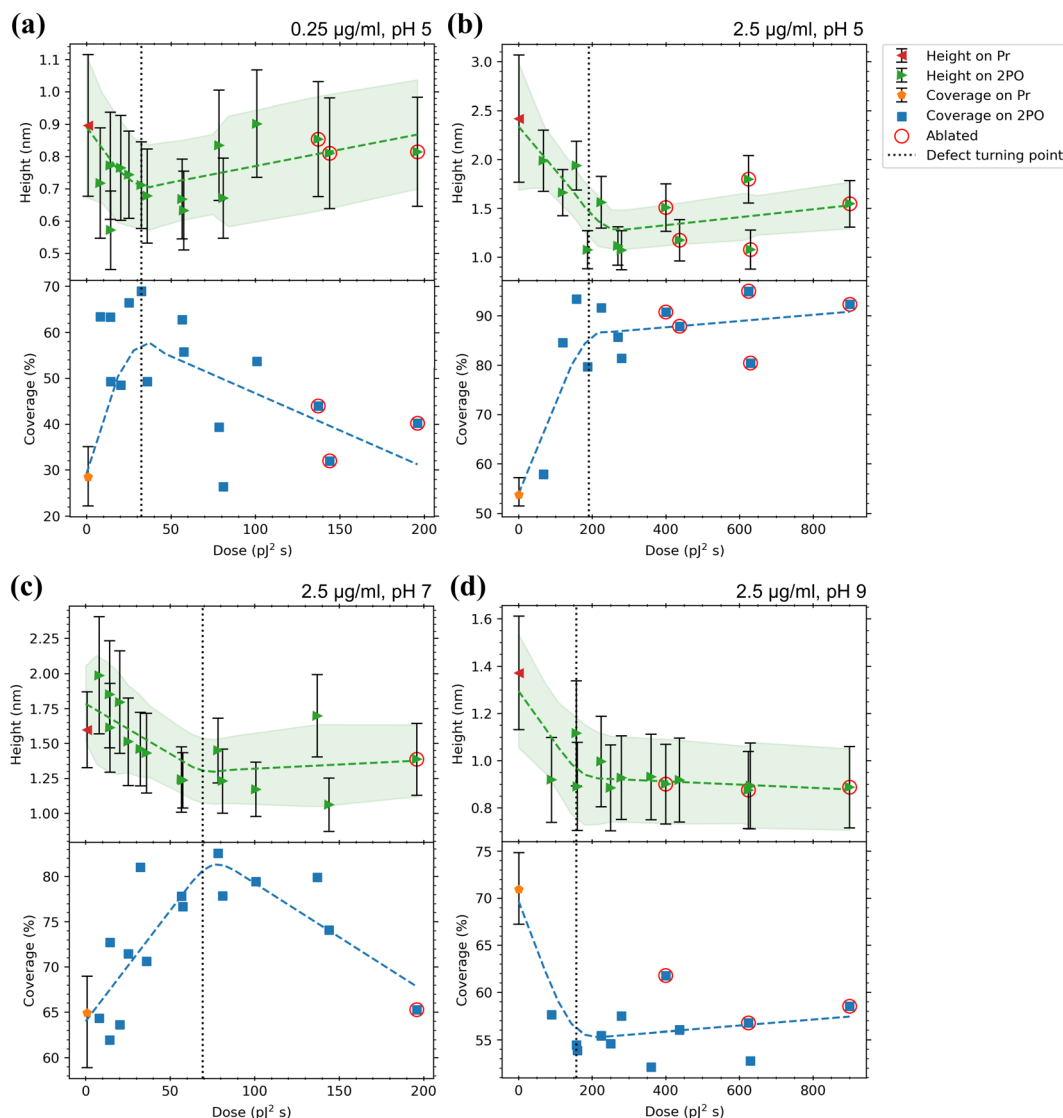 (a)
0.25 µg/ml, pH 5
1.1
1.0
0.9
0.8
0.7
0.6
0.5
Height (nm)
70
60
50
40
30
20
Coverage (%)
0 50 100 150 200
Dose (pJ² s)
(b)
2.5 µg/ml, pH 5
3.0
2.5
2.0
1.5
1.0
Height (nm)
90
80
70
60
50
Coverage (%)
0 200 400 600 800
Dose (pJ² s)
Height on Pr
Height on 2PO
Coverage on Pr
Coverage on 2PO
Ablated
Defect turning point
(c)
2.5 µg/ml, pH 7
2.25
2.00
1.75
1.50
1.25
1.00
Height (nm)
80
75
70
65
60
Coverage (%)
0 50 100 150 200
Dose (pJ² s)
(d)
2.5 µg/ml, pH 9
1.6
1.4
1.2
1.0
0.8
Height (nm)
75
70
65
60
55
Coverage (%)
0 200 400 600 800
Dose (pJ² s)